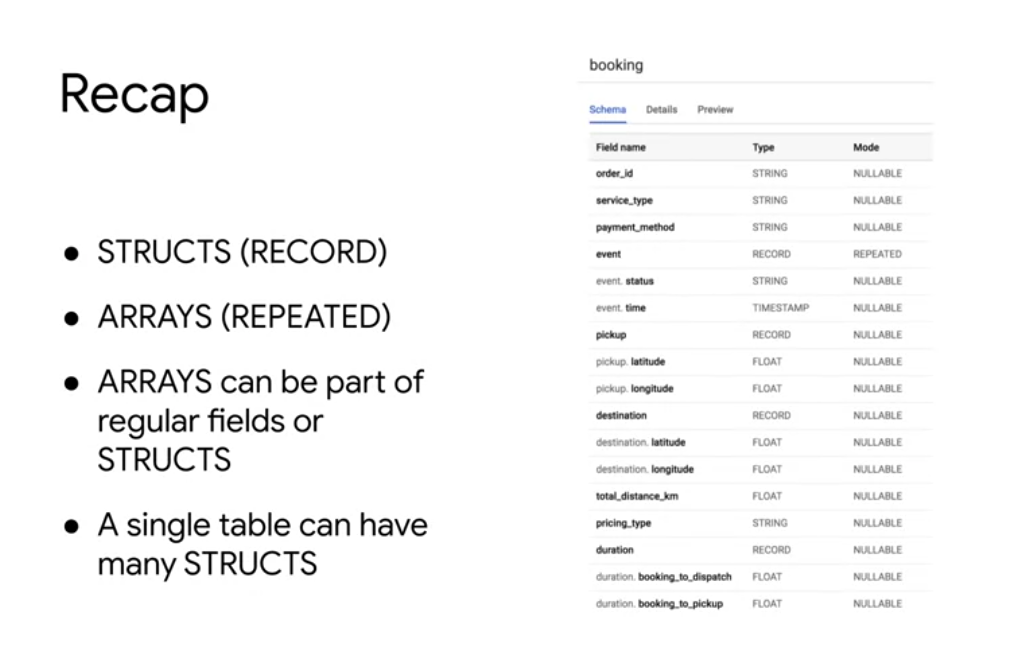 Recap
● STRUCTS (RECORD)
● ARRAYS (REPEATED)
● ARRAYS can be part of
regular fields or
STRUCTS
● A single table can have
many STRUCTS
booking
Schema Details Preview
Field name Type Mode
order_id STRING NULLABLE
service_type STRING NULLABLE
payment_method STRING NULLABLE
event RECORD REPEATED
event. status STRING NULLABLE
event. time TIMESTAMP NULLABLE
pickup RECORD NULLABLE
pickup. latitude FLOAT NULLABLE
pickup. longitude FLOAT NULLABLE
destination RECORD NULLABLE
destination. latitude FLOAT NULLABLE
destination. longitude FLOAT NULLABLE
total_distance_km FLOAT NULLABLE
pricing_type STRING NULLABLE
duration RECORD NULLABLE
duration. booking_to_dispatch FLOAT NULLABLE
duration. booking_to_pickup FLOAT NULLABLE